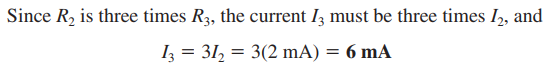 Since R₂ is three times R₃, the current I₃ must be three times I₂, and
I₃ = 3I₂ = 3(2 mA) = 6 mA